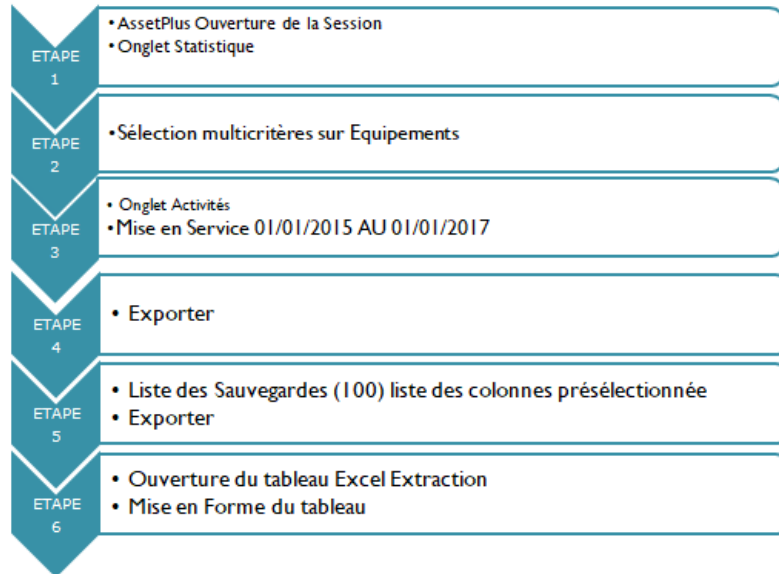 ETAPE
1
•AssetPlus Ouverture de la Session
•Onglet Statistique
ETAPE
2
•Sélection multicritères sur Equipements
ETAPE
3
• Onglet Activités
•Mise en Service 01/01/2015 AU 01/01/2017
ETAPE
4
• Exporter
ETAPE
5
• Liste des Sauvegardes (100) liste des colonnes présélectionnée
• Exporter
ETAPE
6
• Ouverture du tableau Excel Extraction
• Mise en Forme du tableau